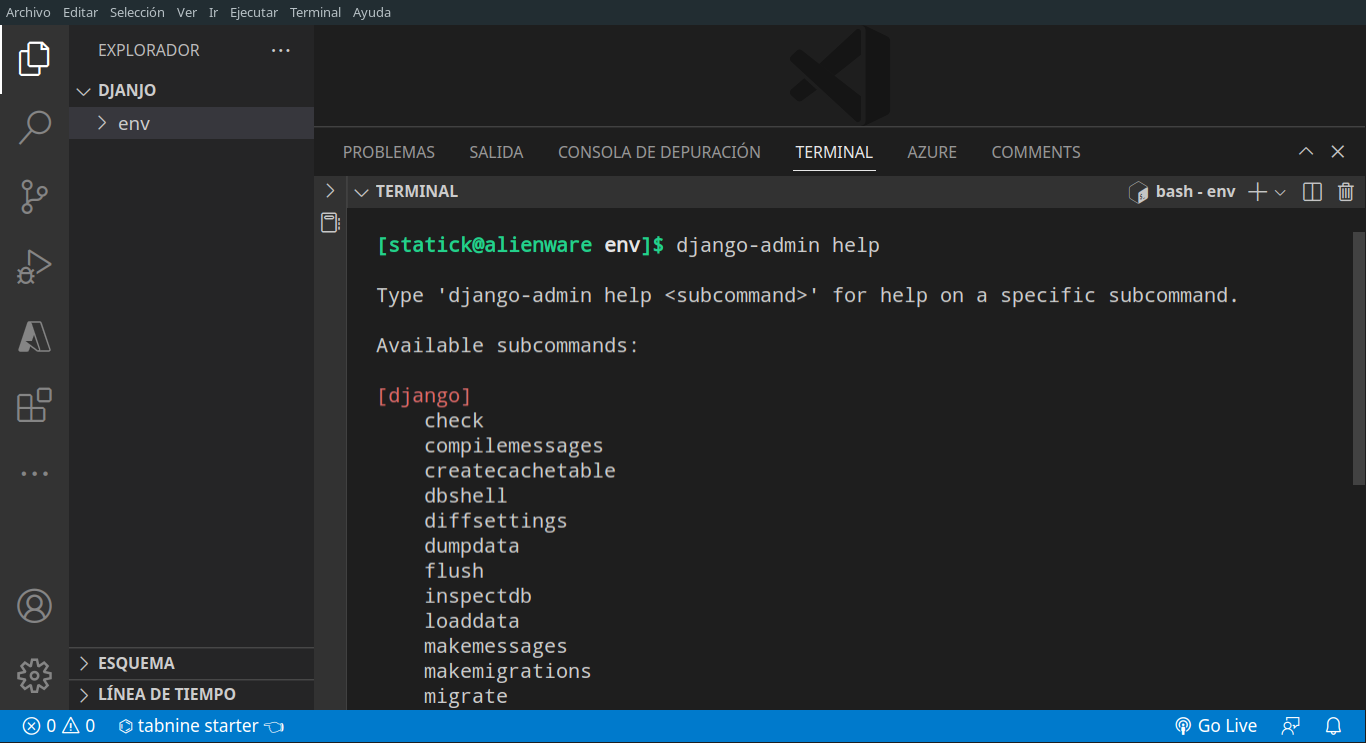 Archivo Editar Selección Ver Ir Ejecutar Terminal Ayuda
EXPLORADOR
DJANJO
env
ESQUEMA
LÍNEA DE TIEMPO
PROBLEMAS SALIDA CONSOLA DE DEPURACIÓN TERMINAL AZURE COMMENTS
TERMINAL
bash - env
[statick@alienware env]$ django-admin help
Type 'django-admin help <subcommand>' for help on a specific subcommand.
Available subcommands:
[django]
check
compilemessages
createcachetable
dbshell
diffsettings
dumpdata
flush
inspectdb
loaddata
makemessages
makemigrations
migrate
0 0 tabnine starter Go Live